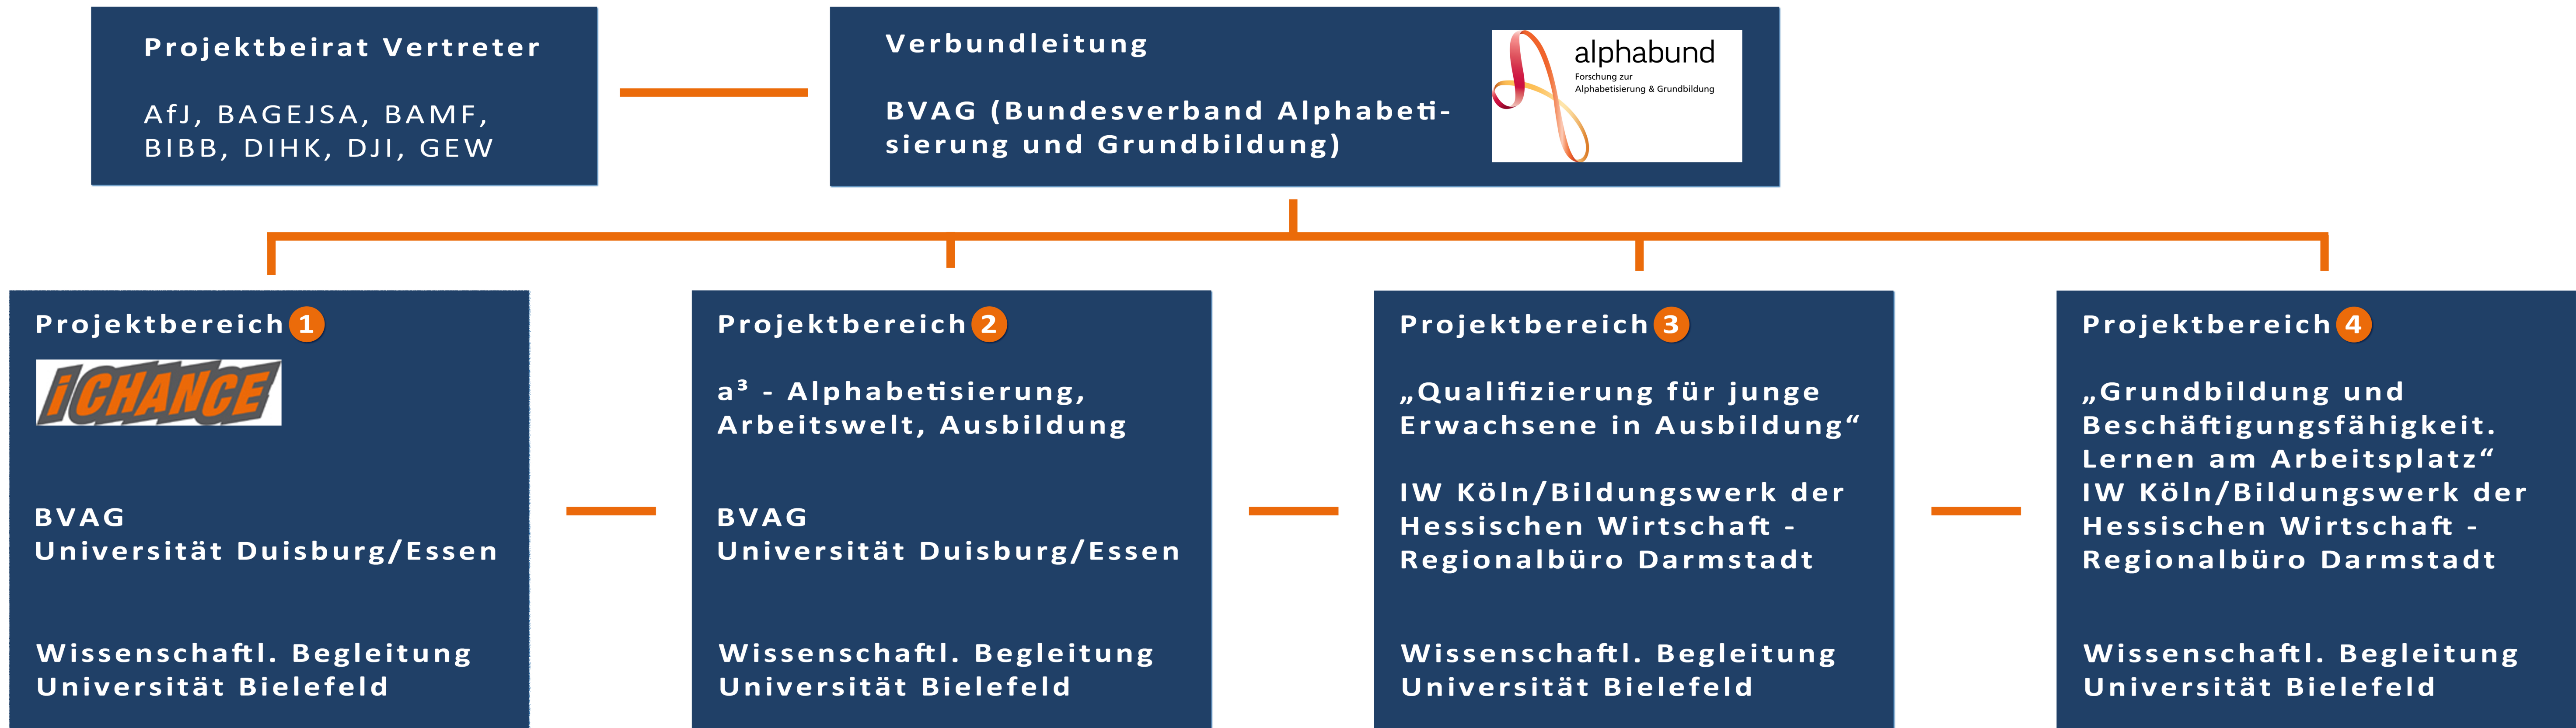 Projektbeirat Vertreter
AfJ, BAGEJSA, BAMF,
BIBB, DIHK, DJI, GEW
Verbundleitung
BVAG (Bundesverband Alphabeti-
sierung und Grundbildung)
alphabund
Forschung zur
Alphabetisierung & Grundbildung
Projektbereich 1
iCHANCE
BVAG
Universität Duisburg/Essen
Wissenschaftl. Begleitung
Universität Bielefeld
Projektbereich 2
a³ - Alphabetisierung,
Arbeitswelt, Ausbildung
BVAG
Universität Duisburg/Essen
Wissenschaftl. Begleitung
Universität Bielefeld
Projektbereich 3
„Qualifizierung für junge
Erwachsene in Ausbildung“
IW Köln/Bildungswerk der
Hessischen Wirtschaft -
Regionalbüro Darmstadt
Wissenschaftl. Begleitung
Universität Bielefeld
Projektbereich 4
„Grundbildung und
Beschäftigungsfähigkeit.
Lernen am Arbeitsplatz“
IW Köln/Bildungswerk der
Hessischen Wirtschaft -
Regionalbüro Darmstadt
Wissenschaftl. Begleitung
Universität Bielefeld